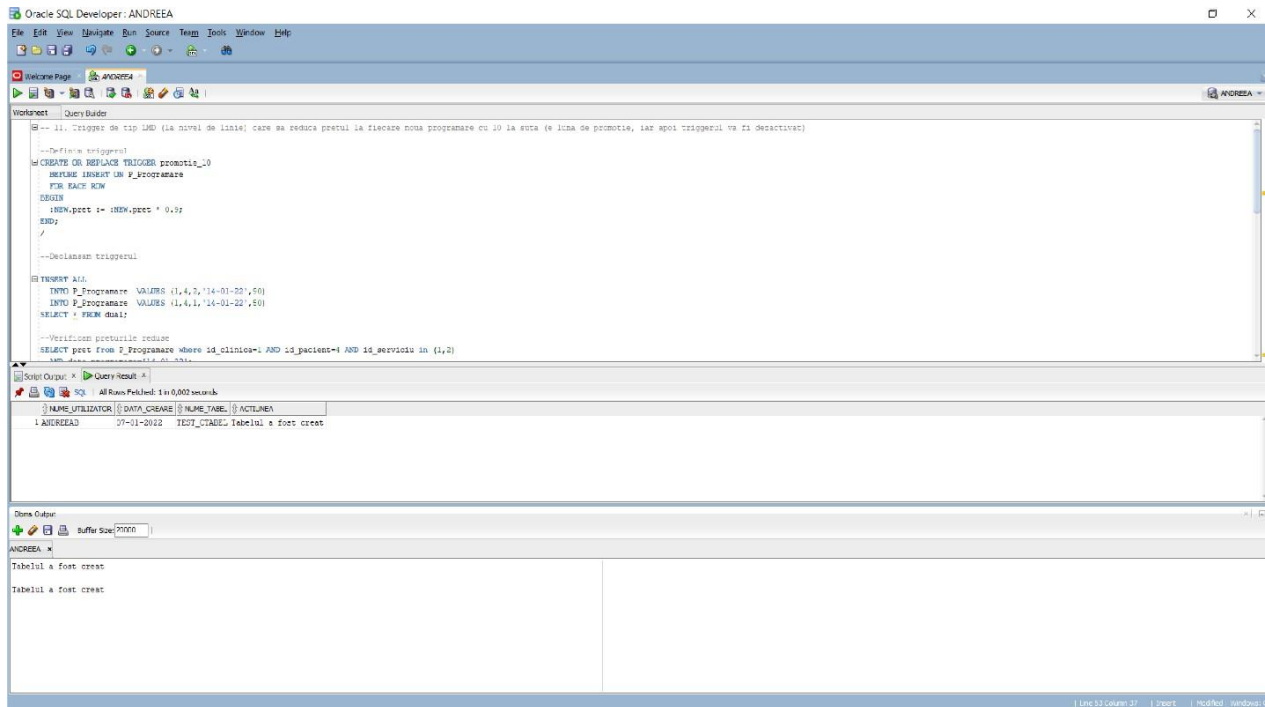 Oracle SQL Developer : ANDREEA
File Edit View Navigate Run Source Team Tools Window Help
Welcome Page ANDREEA
ANDREEA
Worksheet Query Builder
-- 11. Trigger de tip LMD (la nivel de linie) care sa reduca pretul la fiecare noua programare cu 10 la suta (e luna de promotie, iar apoi triggerul va fi dezactivat)
--Definim triggerul
CREATE OR REPLACE TRIGGER promotie_10
BEFORE INSERT ON P_Programare
FOR EACH ROW
BEGIN
:NEW.pret := :NEW.pret * 0.9;
END;
/
--Declansam triggerul
INSERT ALL
INTO P_Programare VALUES (1,4,2,'14-01-22',50)
INTO P_Programare VALUES (1,4,1,'14-01-22',50)
SELECT * FROM dual;
--Verificam preturile reduse
SELECT pret from P_Programare where id_clinica=1 AND id_pacient=4 AND id_serviciu in (1,2)
Script Output × Query Result ×
SQL | All Rows Fetched: 1 in 0,002 seconds
NUME_UTILIZATOR DATA_CREARE NUME_TABEL ACTIUNEA
1 ANDREEAD 07-01-2022 TEST_CTABEL Tabelul a fost creat
Dbms Output
Buffer Size: 20000
ANDREEA ×
Tabelul a fost creat
Tabelul a fost creat
| Line 53 Column 37 | Insert | Modified Windows: